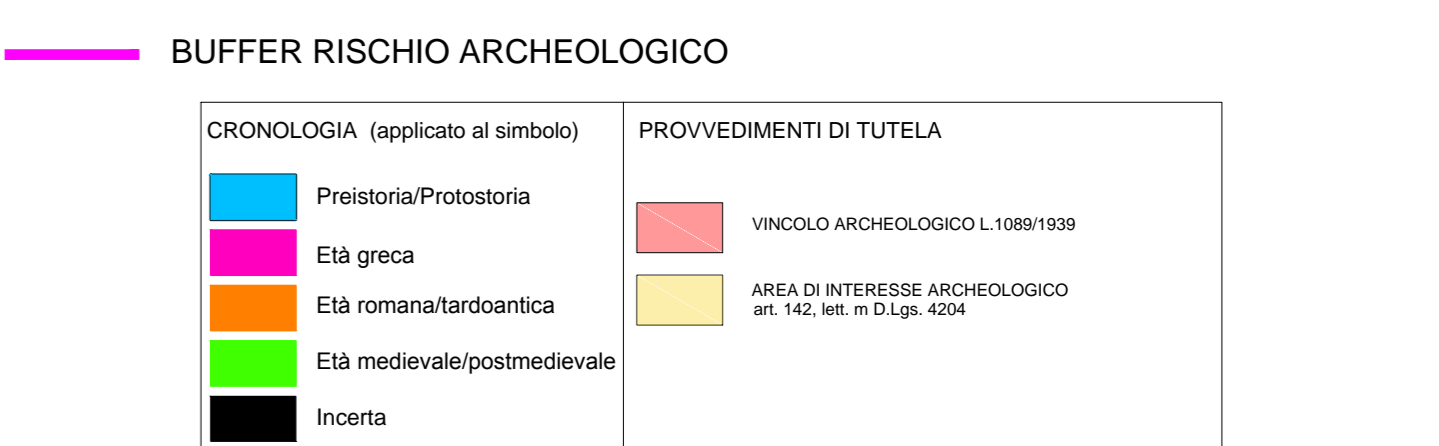 BUFFER RISCHIO ARCHEOLOGICO
CRONOLOGIA (applicato al simbolo)
Preistoria/Protostoria
Età greca
Età romana/tardoantica
Età medievale/postmedievale
Incerta
PROVVEDIMENTI DI TUTELA
VINCOLO ARCHEOLOGICO L.1089/1939
AREA DI INTERESSE ARCHEOLOGICO
art. 142, lett. m D.Lgs. 4204